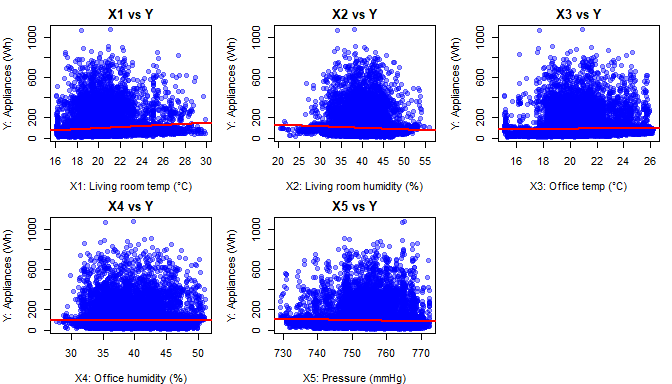 X1 vs Y
Y: Appliances (Wh)
0 200 600 1000
16 18 20 22 24 26 28 30
X1: Living room temp (°C)
X2 vs Y
Y: Appliances (Wh)
0 200 600 1000
20 25 30 35 40 45 50 55
X2: Living room humidity (%)
X3 vs Y
Y: Appliances (Wh)
0 200 600 1000
16 18 20 22 24 26
X3: Office temp (°C)
X4 vs Y
Y: Appliances (Wh)
0 200 600 1000
30 35 40 45 50
X4: Office humidity (%)
X5 vs Y
Y: Appliances (Wh)
0 200 600 1000
730 740 750 760 770
X5: Pressure (mmHg)